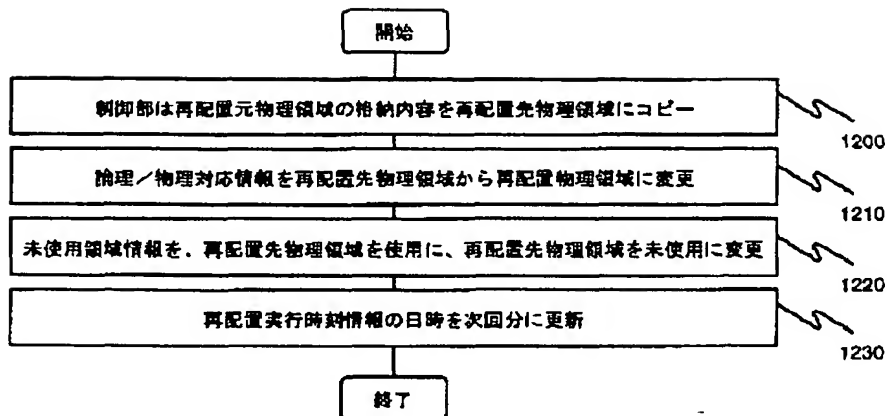 開始
制御部は再配置元物理領域の格納内容を再配置先物理領域にコピー
1200
論理／物理対応情報を再配置先物理領域から再配置物理領域に変更
1210
未使用領域情報を、再配置先物理領域を使用に、再配置先物理領域を未使用に変更
1220
再配置実行時刻情報の日時を次回分に更新
1230
終了